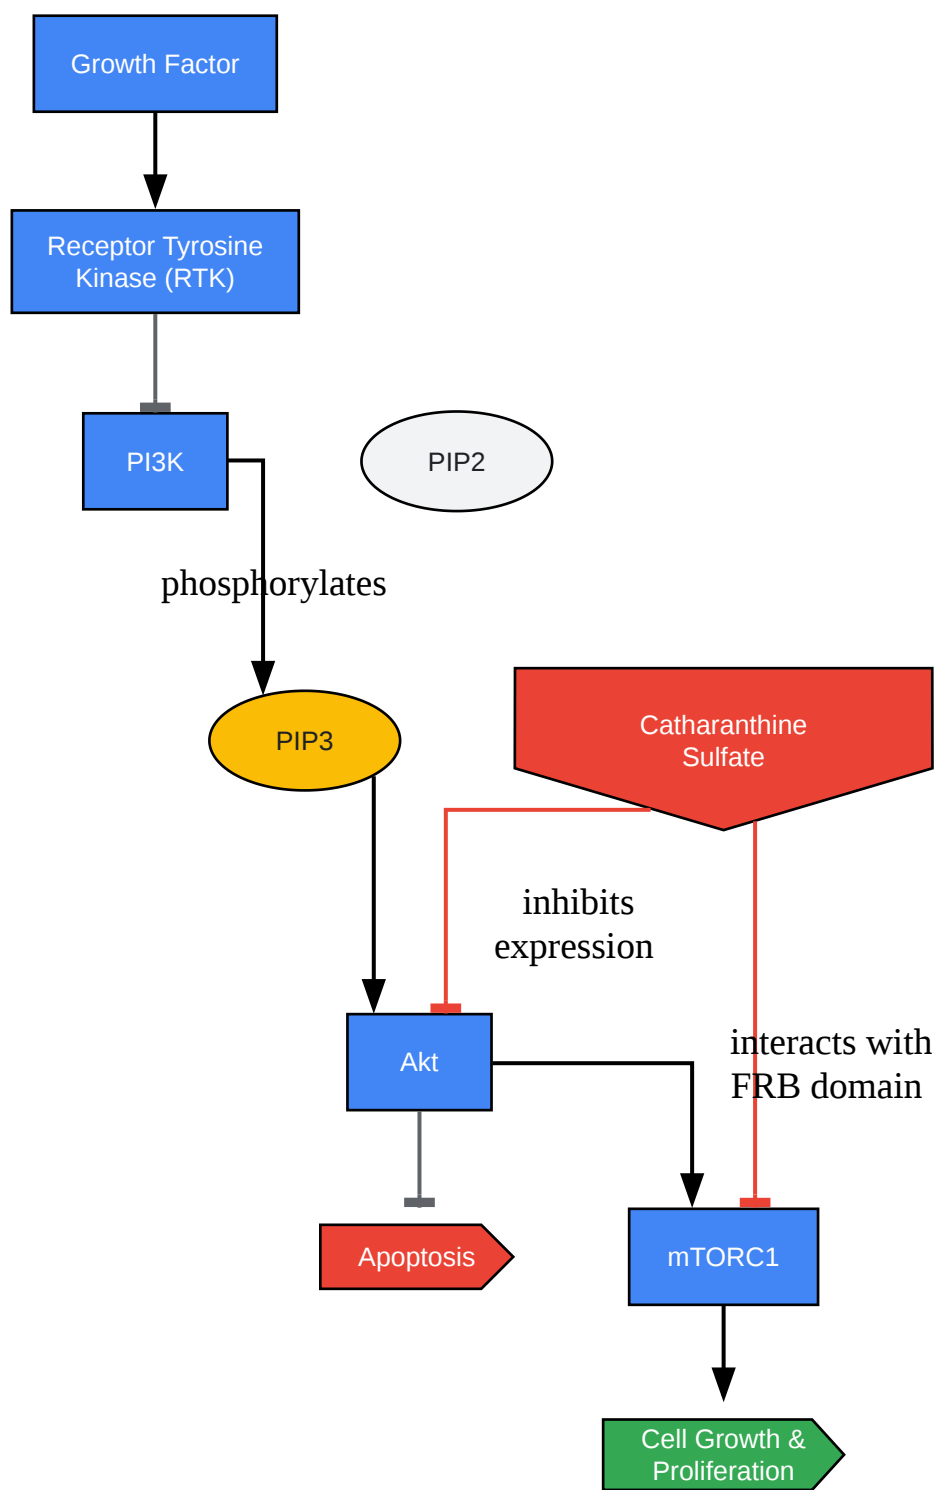 Growth Factor
Receptor Tyrosine
Kinase (RTK)
PI3K
PIP2
phosphorylates
PIP3
Catharanthine
Sulfate
inhibits
expression
interacts with
FRB domain
Akt
Apoptosis
mTORC1
Cell Growth &
Proliferation